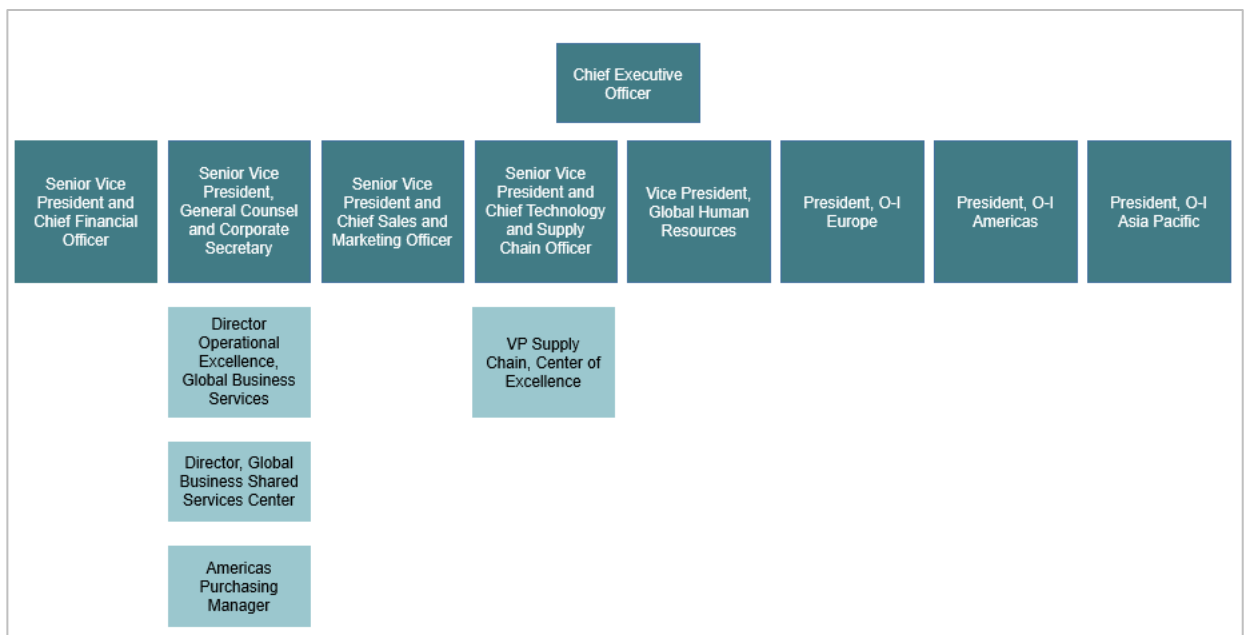 Chief Executive
Officer
Senior Vice
President and
Chief Financial
Officer
Senior Vice
President,
General Counsel
and Corporate
Secretary
Senior Vice
President and
Chief Sales and
Marketing Officer
Senior Vice
President and
Chief Technology
and Supply
Chain Officer
Vice President,
Global Human
Resources
President, O-I
Europe
President, O-I
Americas
President, O-I
Asia Pacific
Director
Operational
Excellence,
Global Business
Services
VP Supply
Chain, Center of
Excellence
Director, Global
Business Shared
Services Center
Americas
Purchasing
Manager